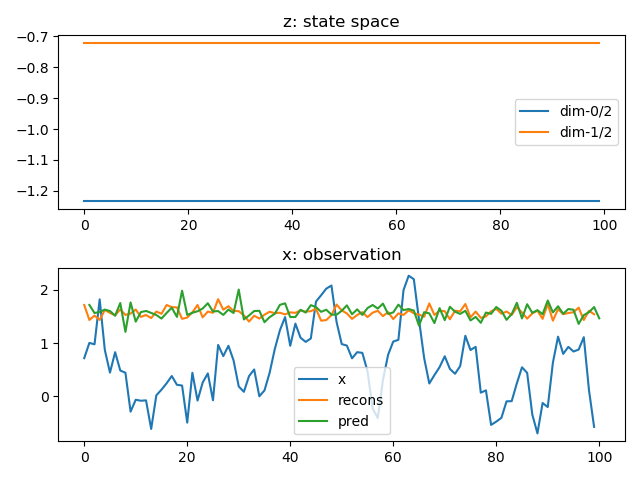 z: state space
−0.7
−0.8
−0.9
−1.0
−1.1
−1.2
dim-0/2
dim-1/2
0 20 40 60 80 100
x: observation
2
1
0
x
recons
pred
0 20 40 60 80 100